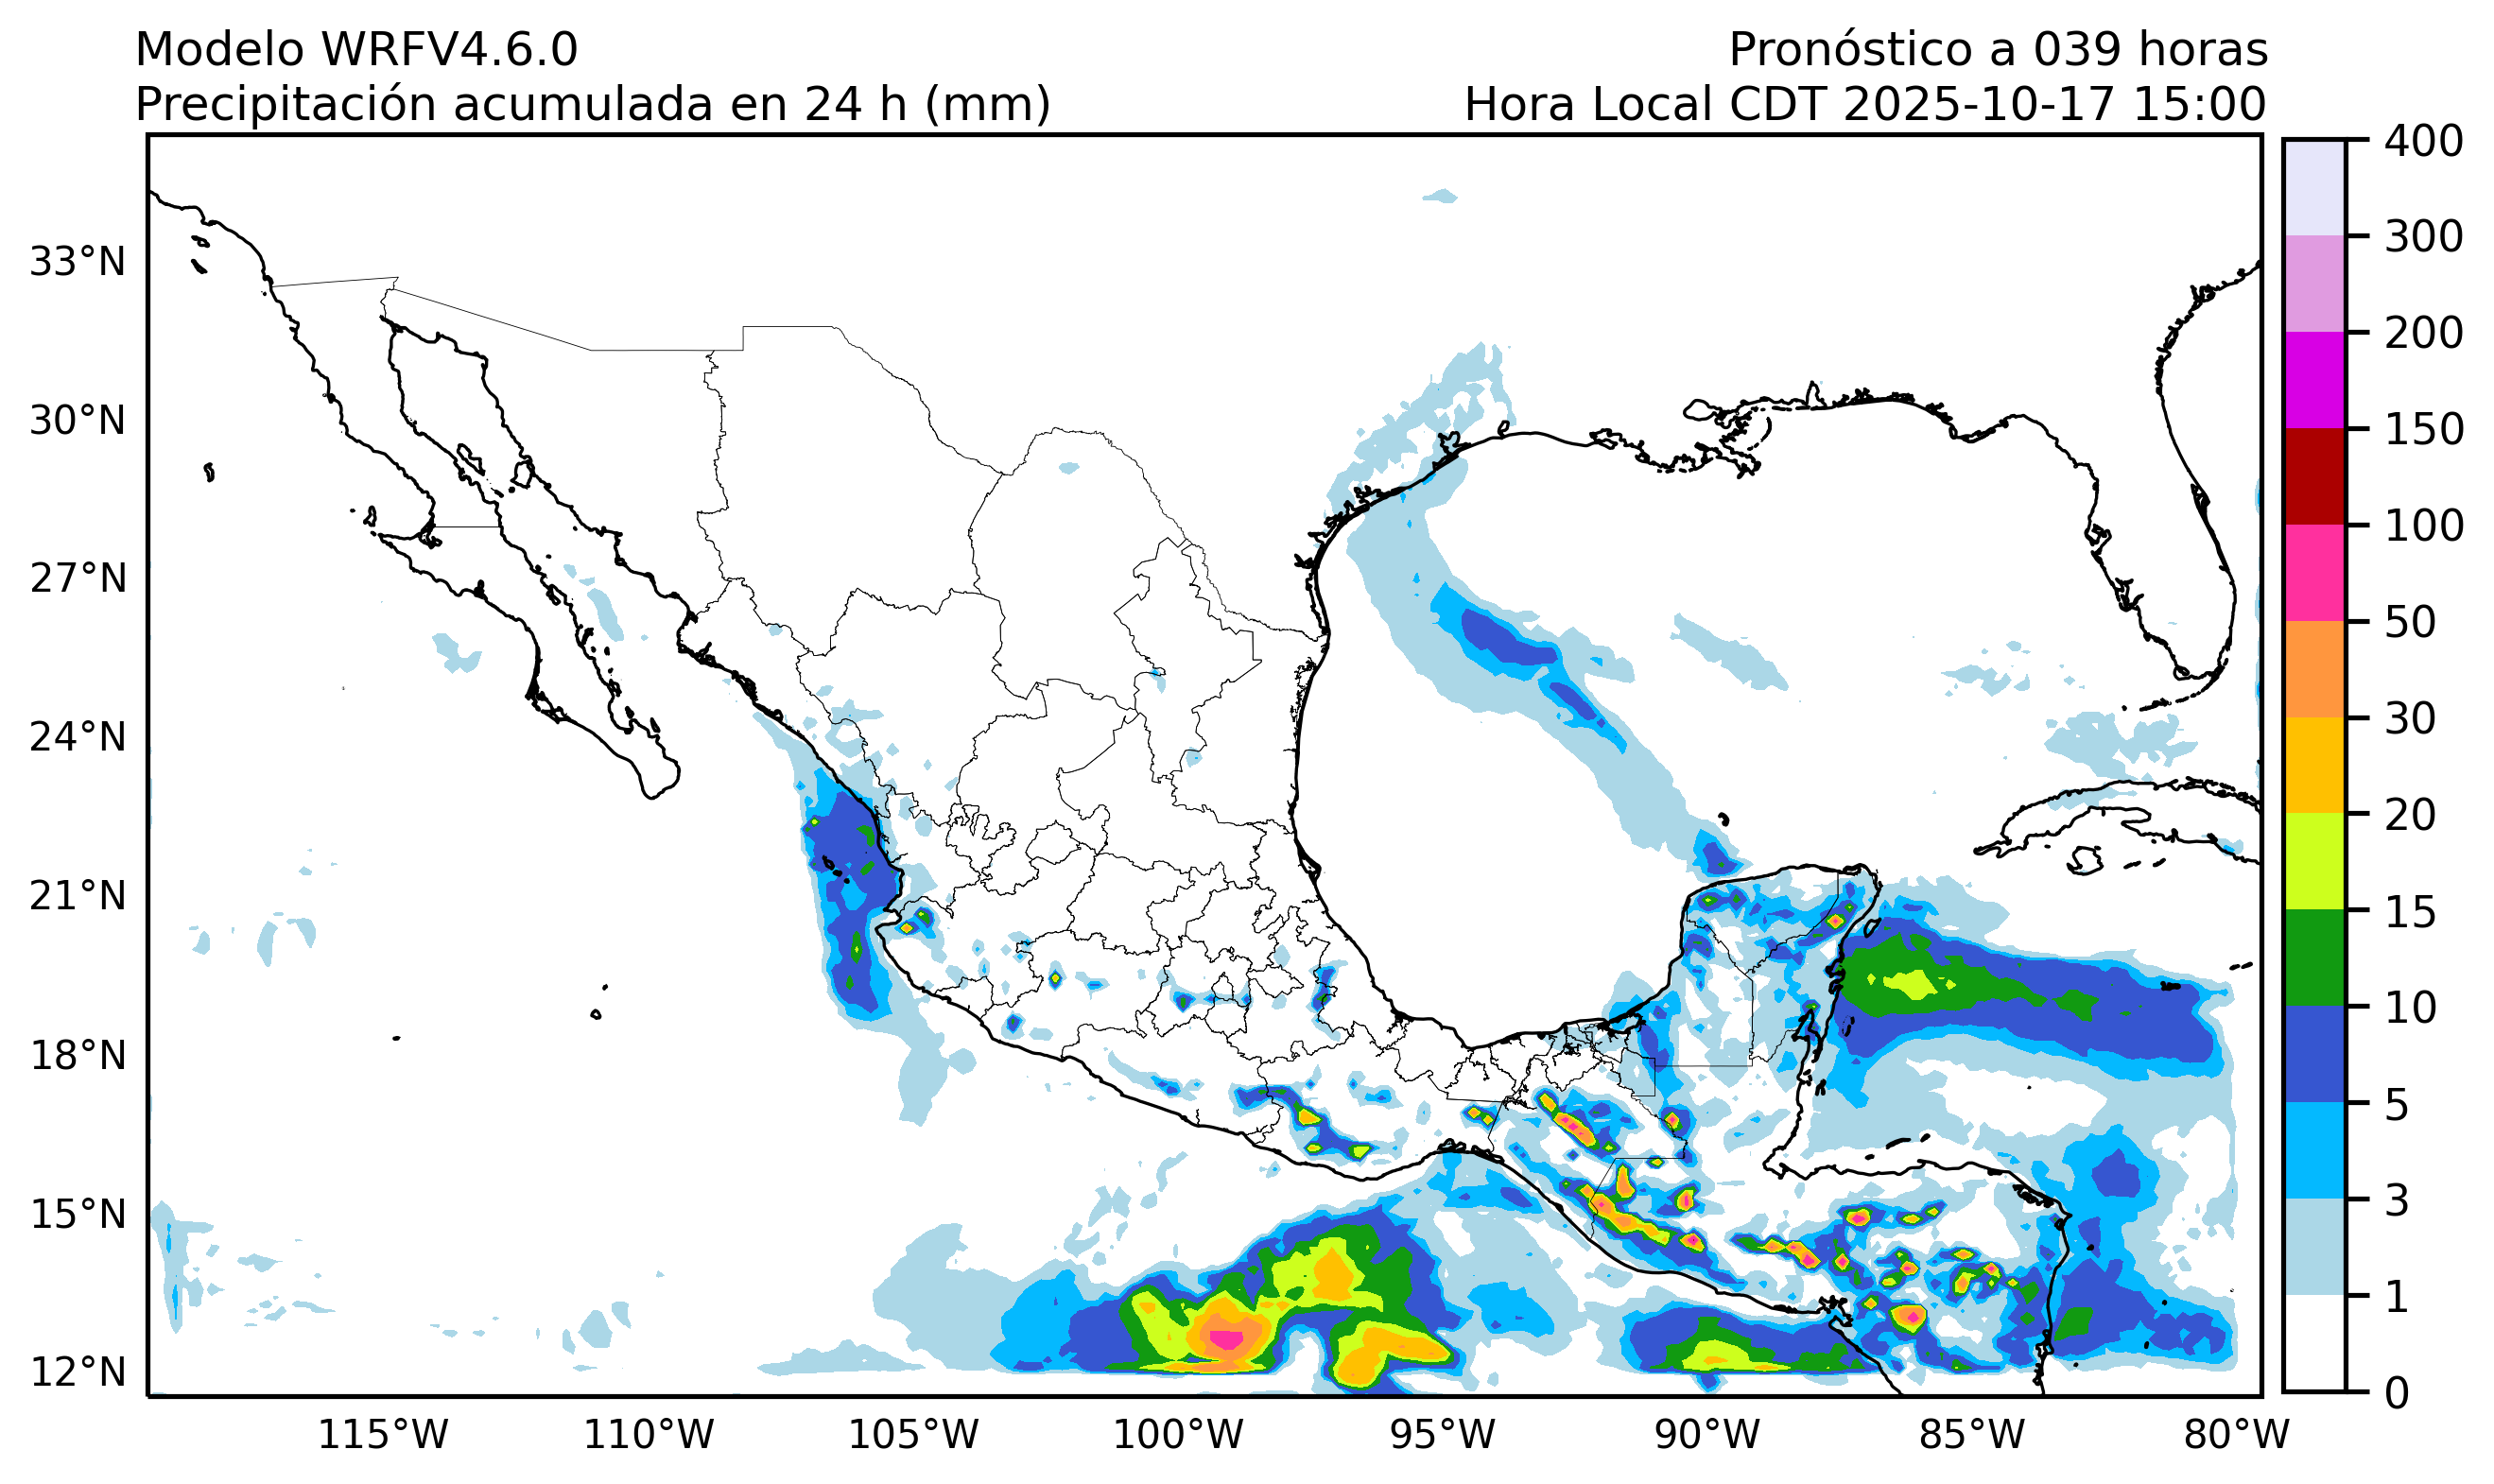 Modelo WRFV4.6.0
Pronóstico a 039 horas
Precipitación acumulada en 24 h (mm)
Hora Local CDT 2025-10-17 15:00
400
300
200
150
100
50
30
20
15
10
5
3
1
0
33°N
30°N
27°N
24°N
21°N
18°N
15°N
12°N
115°W
110°W
105°W
100°W
95°W
90°W
85°W
80°W